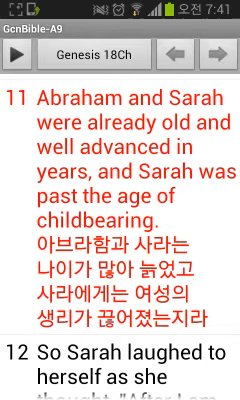 오전 7:41
GcnBible-A9
Genesis 18Ch
11 Abraham and Sarah
were already old and
well advanced in
years, and Sarah was
past the age of
childbearing.
아브라함과 사라는
나이가 많아 늙었고
사라에게는 여성의
생리가 끊어졌는지라
12 So Sarah laughed to
herself as she
thought, "After I am